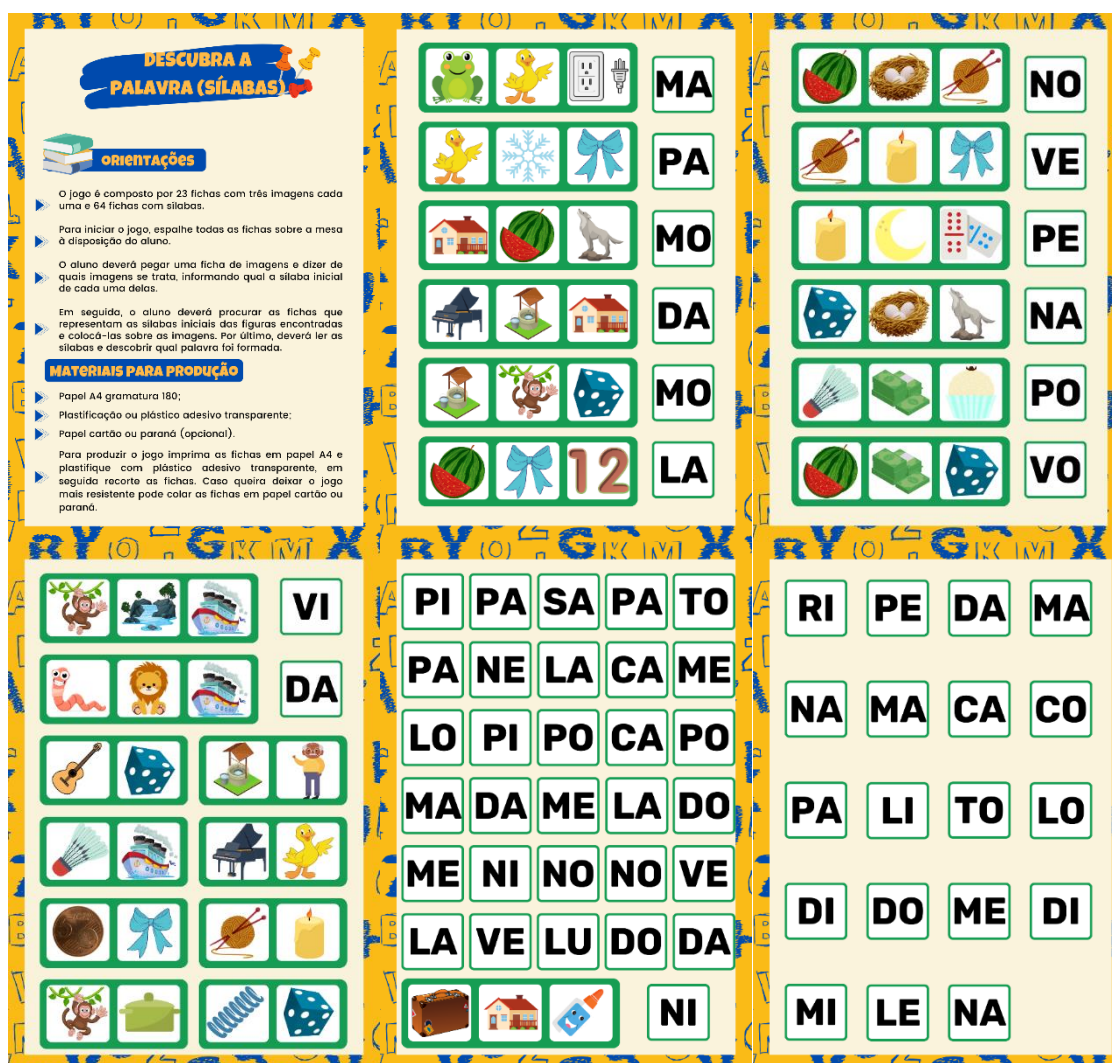 DESCUBRA A
PALAVRA (SÍLABAS)
ORIENTAÇÕES
O jogo é composto por 23 fichas com três imagens cada
uma e 64 fichas com sílabas.
Para iniciar o jogo, espalhe todas as fichas sobre a mesa
à disposição do aluno.
O aluno deverá pegar uma ficha de imagens e dizer de
quais imagens se trata, informando qual a sílaba inicial
de cada uma delas.
Em seguida, o aluno deverá procurar as fichas que
representam as sílabas iniciais das figuras encontradas
e colocá-las sobre as imagens. Por último, deverá ler as
sílabas e descobrir qual palavra foi formada.
MATERIAIS PARA PRODUÇÃO
Papel A4 gramatura 180;
Plastificação ou plástico adesivo transparente;
Papel cartão ou paraná (opcional).
Para produzir o jogo imprima as fichas em papel A4 e
plastifique com plástico adesivo transparente, em
seguida recorte as fichas. Caso queira deixar o jogo
mais resistente pode colar as fichas em papel cartão ou
paraná.
MA
PA
MO
DA
MO
12 LA
NO
VE
PE
NA
PO
VO
VI
DA
PI PA SA PA TO
PA NE LA CA ME
LO PI PO CA PO
MA DA ME LA DO
ME NI NO NO VE
LA VE LU DO DA
NI
RI PE DA MA
NA MA CA CO
PA LI TO LO
DI DO ME DI
MI LE NA